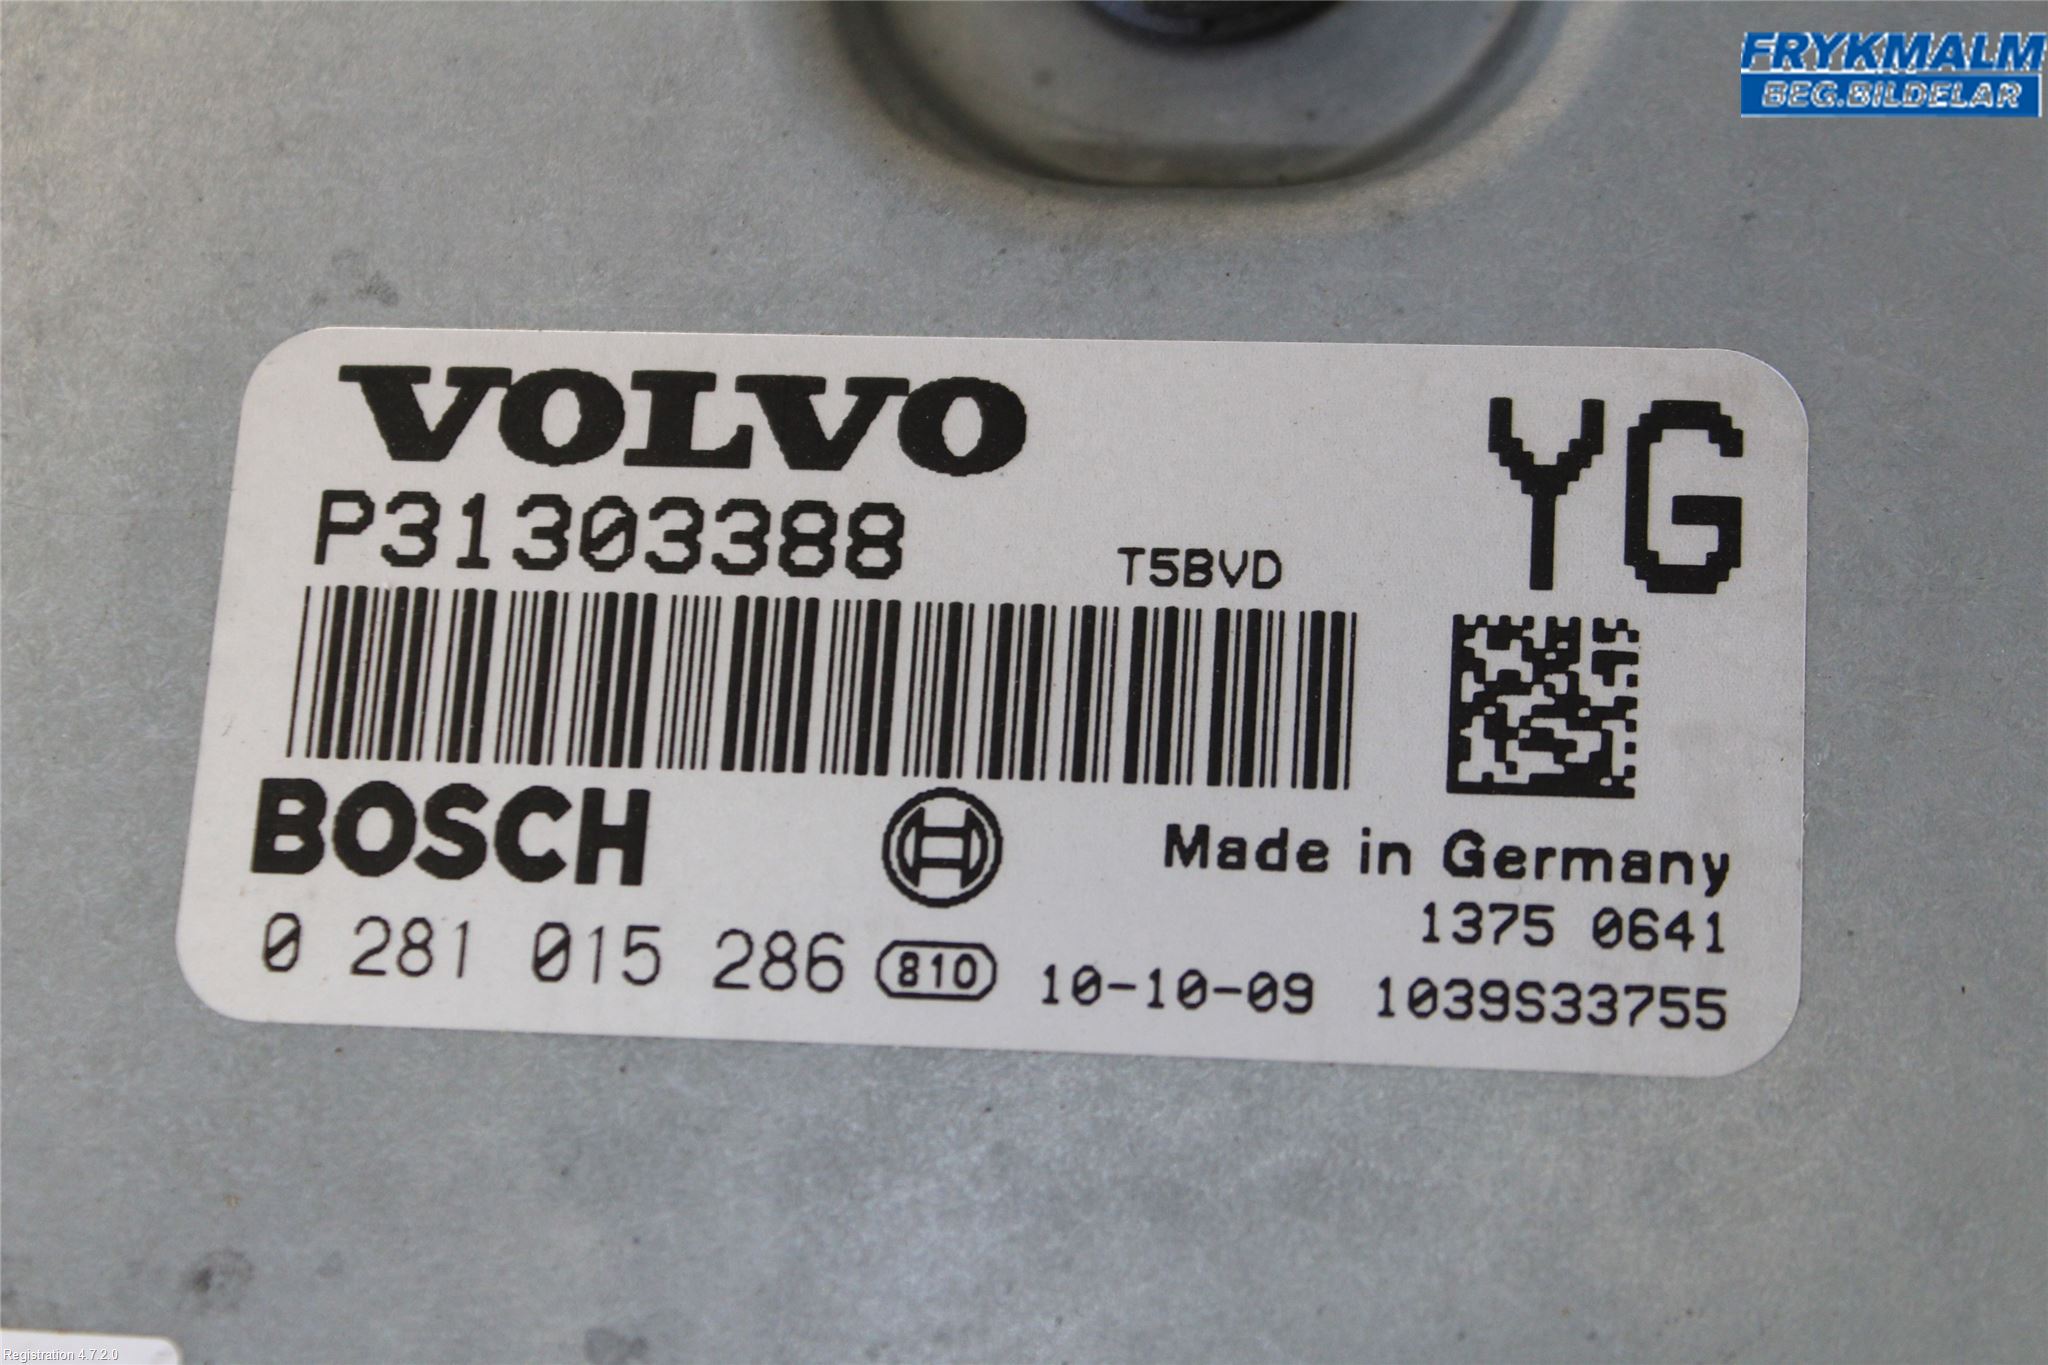 FRYKMALM
BEG.BILDELAR
VOLVO
YG
P31303388
T5BVD
BOSCH
Made in Germany
1375 0641
0 281 015 286 810 10-10-09 1039S33755
Registration 4.7.2.0